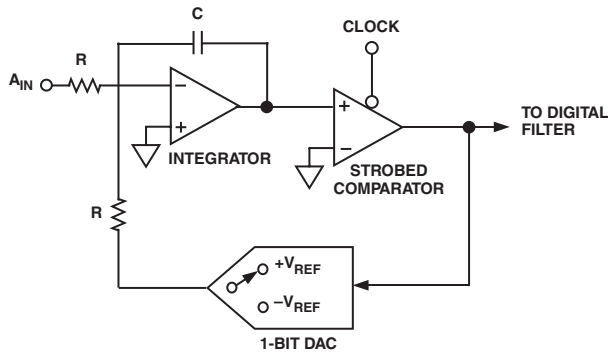 C
CLOCK
R
A_IN
−
+
INTEGRATOR
+
−
STROBED
COMPARATOR
TO DIGITAL
FILTER
R
+V_REF
−V_REF
1-BIT DAC